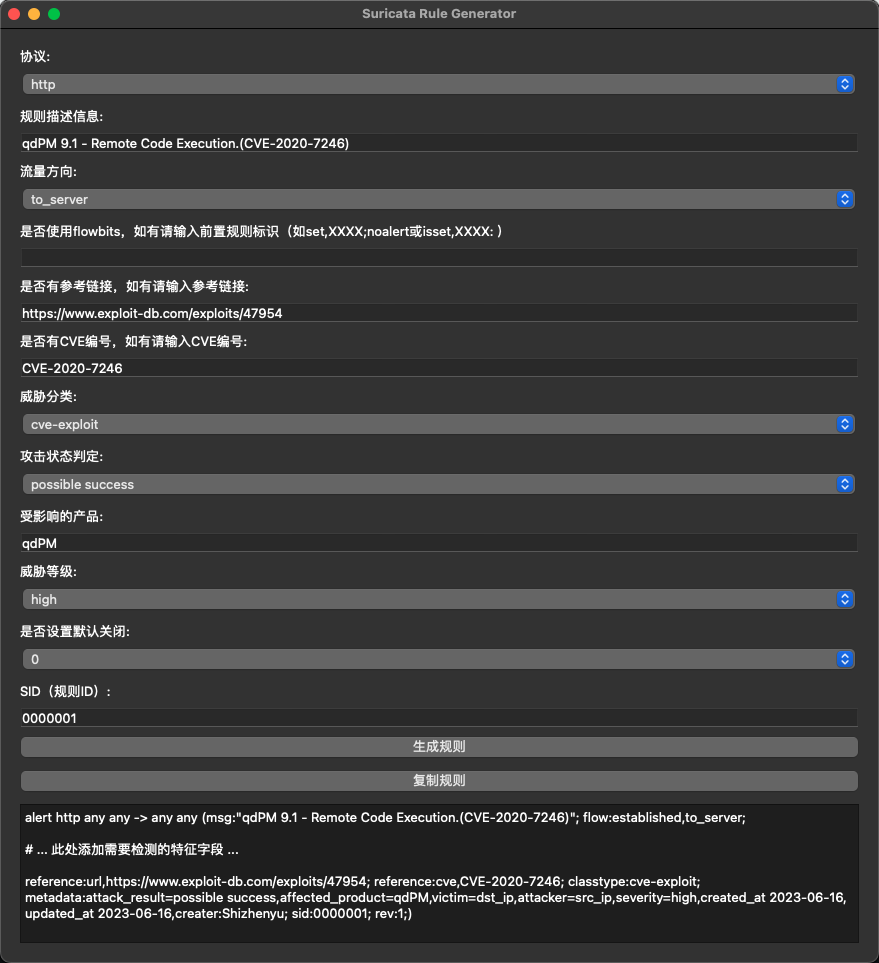 Suricata Rule Generator
协议:
http
规则描述信息:
qdPM 9.1 - Remote Code Execution.(CVE-2020-7246)
流量方向:
to_server
是否使用flowbits，如有请输入前置规则标识（如set,XXXX;noalert或isset,XXXX: ）
是否有参考链接，如有请输入参考链接:
https://www.exploit-db.com/exploits/47954
是否有CVE编号，如有请输入CVE编号:
CVE-2020-7246
威胁分类:
cve-exploit
攻击状态判定:
possible success
受影响的产品:
qdPM
威胁等级:
high
是否设置默认关闭:
0
SID（规则ID）:
0000001
生成规则
复制规则
alert http any any -> any any (msg:"qdPM 9.1 - Remote Code Execution.(CVE-2020-7246)"; flow:established,to_server;
# ... 此处添加需要检测的特征字段 ...
reference:url,https://www.exploit-db.com/exploits/47954; reference:cve,CVE-2020-7246; classtype:cve-exploit;
metadata:attack_result=possible success,affected_product=qdPM,victim=dst_ip,attacker=src_ip,severity=high,created_at 2023-06-16,
updated_at 2023-06-16,creater:Shizhenyu; sid:0000001; rev:1;)